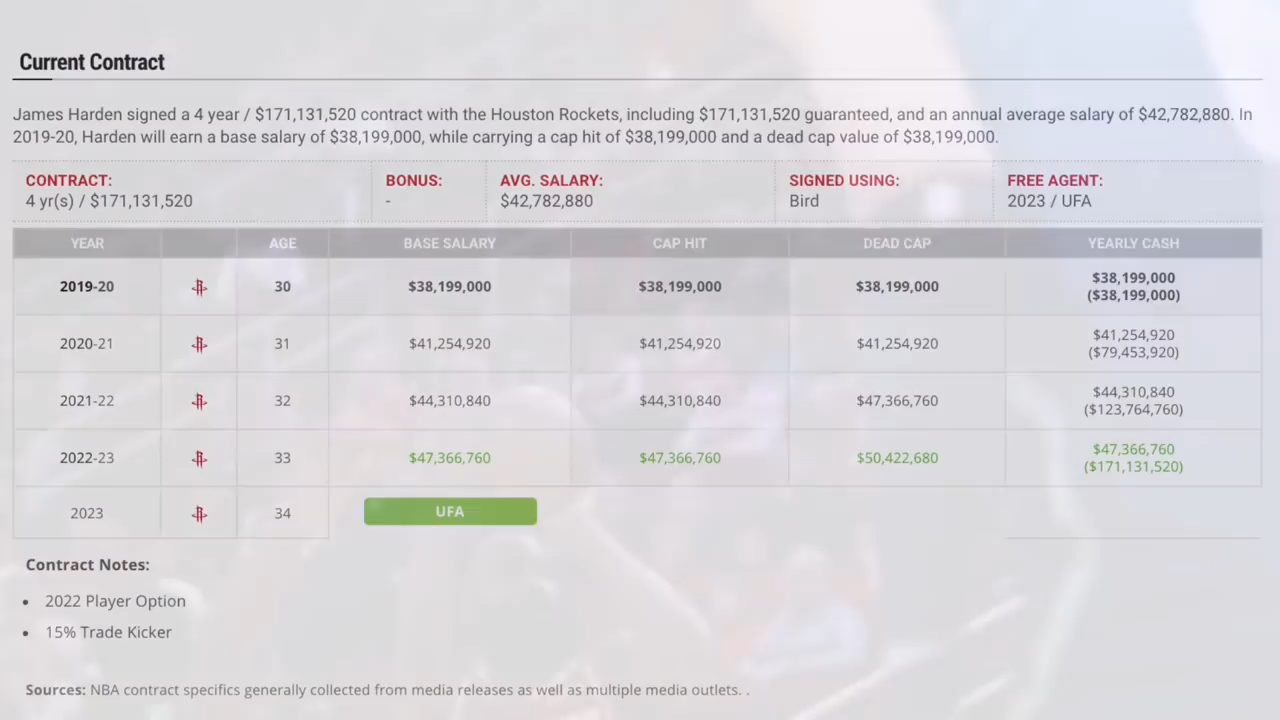 Current Contract
James Harden signed a 4 year / $171,131,520 contract with the Houston Rockets, including $171,131,520 guaranteed, and an annual average salary of $42,782,880. In
2019-20, Harden will earn a base salary of $38,199,000, while carrying a cap hit of $38,199,000 and a dead cap value of $38,199,000.
CONTRACT: BONUS: AVG. SALARY: SIGNED USING: FREE AGENT:
4 yr(s) / $171,131,520 - $42,782,880 Bird 2023 / UFA
YEAR AGE BASE SALARY CAP HIT DEAD CAP YEARLY CASH
2019-20 30 $38,199,000 $38,199,000 $38,199,000 $38,199,000
($38,199,000)
2020-21 31 $41,254,920 $41,254,920 $41,254,920 $41,254,920
($79,453,920)
2021-22 32 $44,310,840 $44,310,840 $47,366,760 $44,310,840
($123,764,760)
2022-23 33 $47,366,760 $47,366,760 $50,422,680 $47,366,760
($171,131,520)
2023 34 UFA
Contract Notes:
• 2022 Player Option
• 15% Trade Kicker
Sources: NBA contract specifics generally collected from media releases as well as multiple media outlets. .